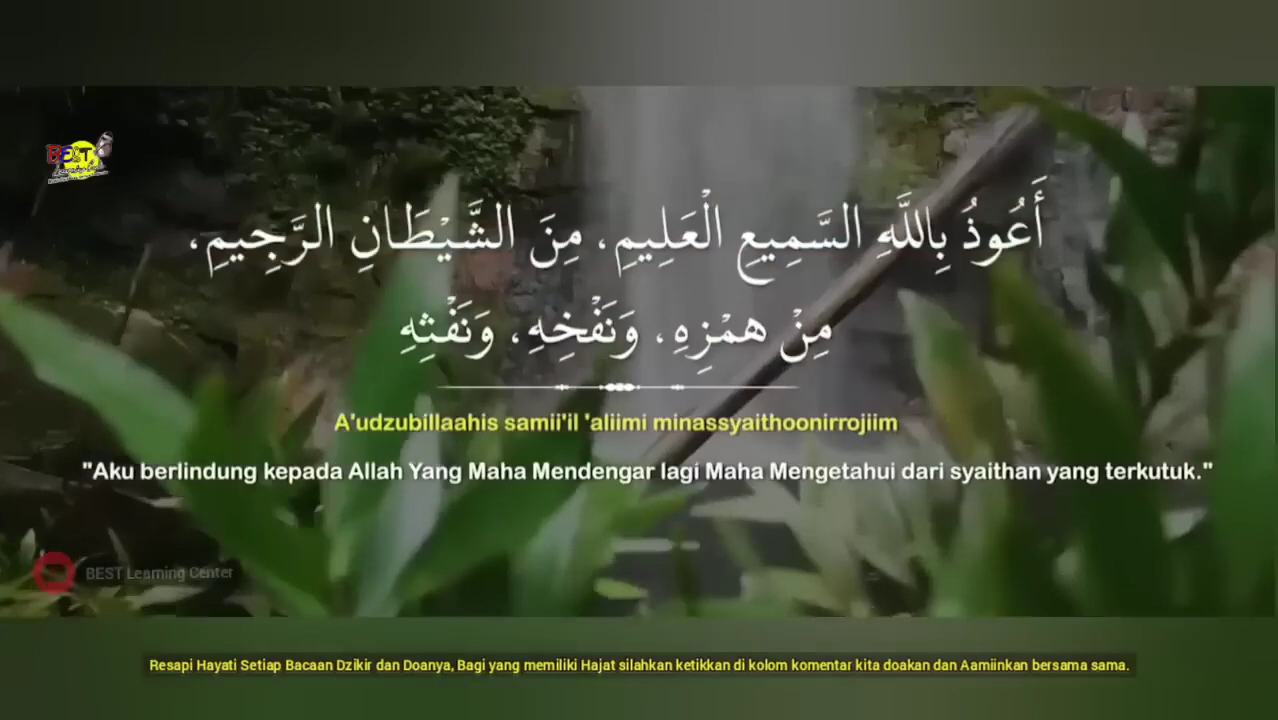 BEST
أَعُوذُ بِاللَّهِ السَّمِيعِ الْعَلِيمِ، مِنَ الشَّيْطَانِ الرَّجِيمِ،
مِنْ هَمْزِهِ، وَنَفْخِهِ، وَنَفْثِهِ
A'udzubillaahis samii'il 'aliimi minassyaithoonirrojiim
"Aku berlindung kepada Allah Yang Maha Mendengar lagi Maha Mengetahui dari syaithan yang terkutuk."
BEST Learning Center
Resapi Hayati Setiap Bacaan Dzikir dan Doanya, Bagi yang memiliki Hajat silahkan ketikkan di kolom komentar kita doakan dan Aamiinkan bersama sama.